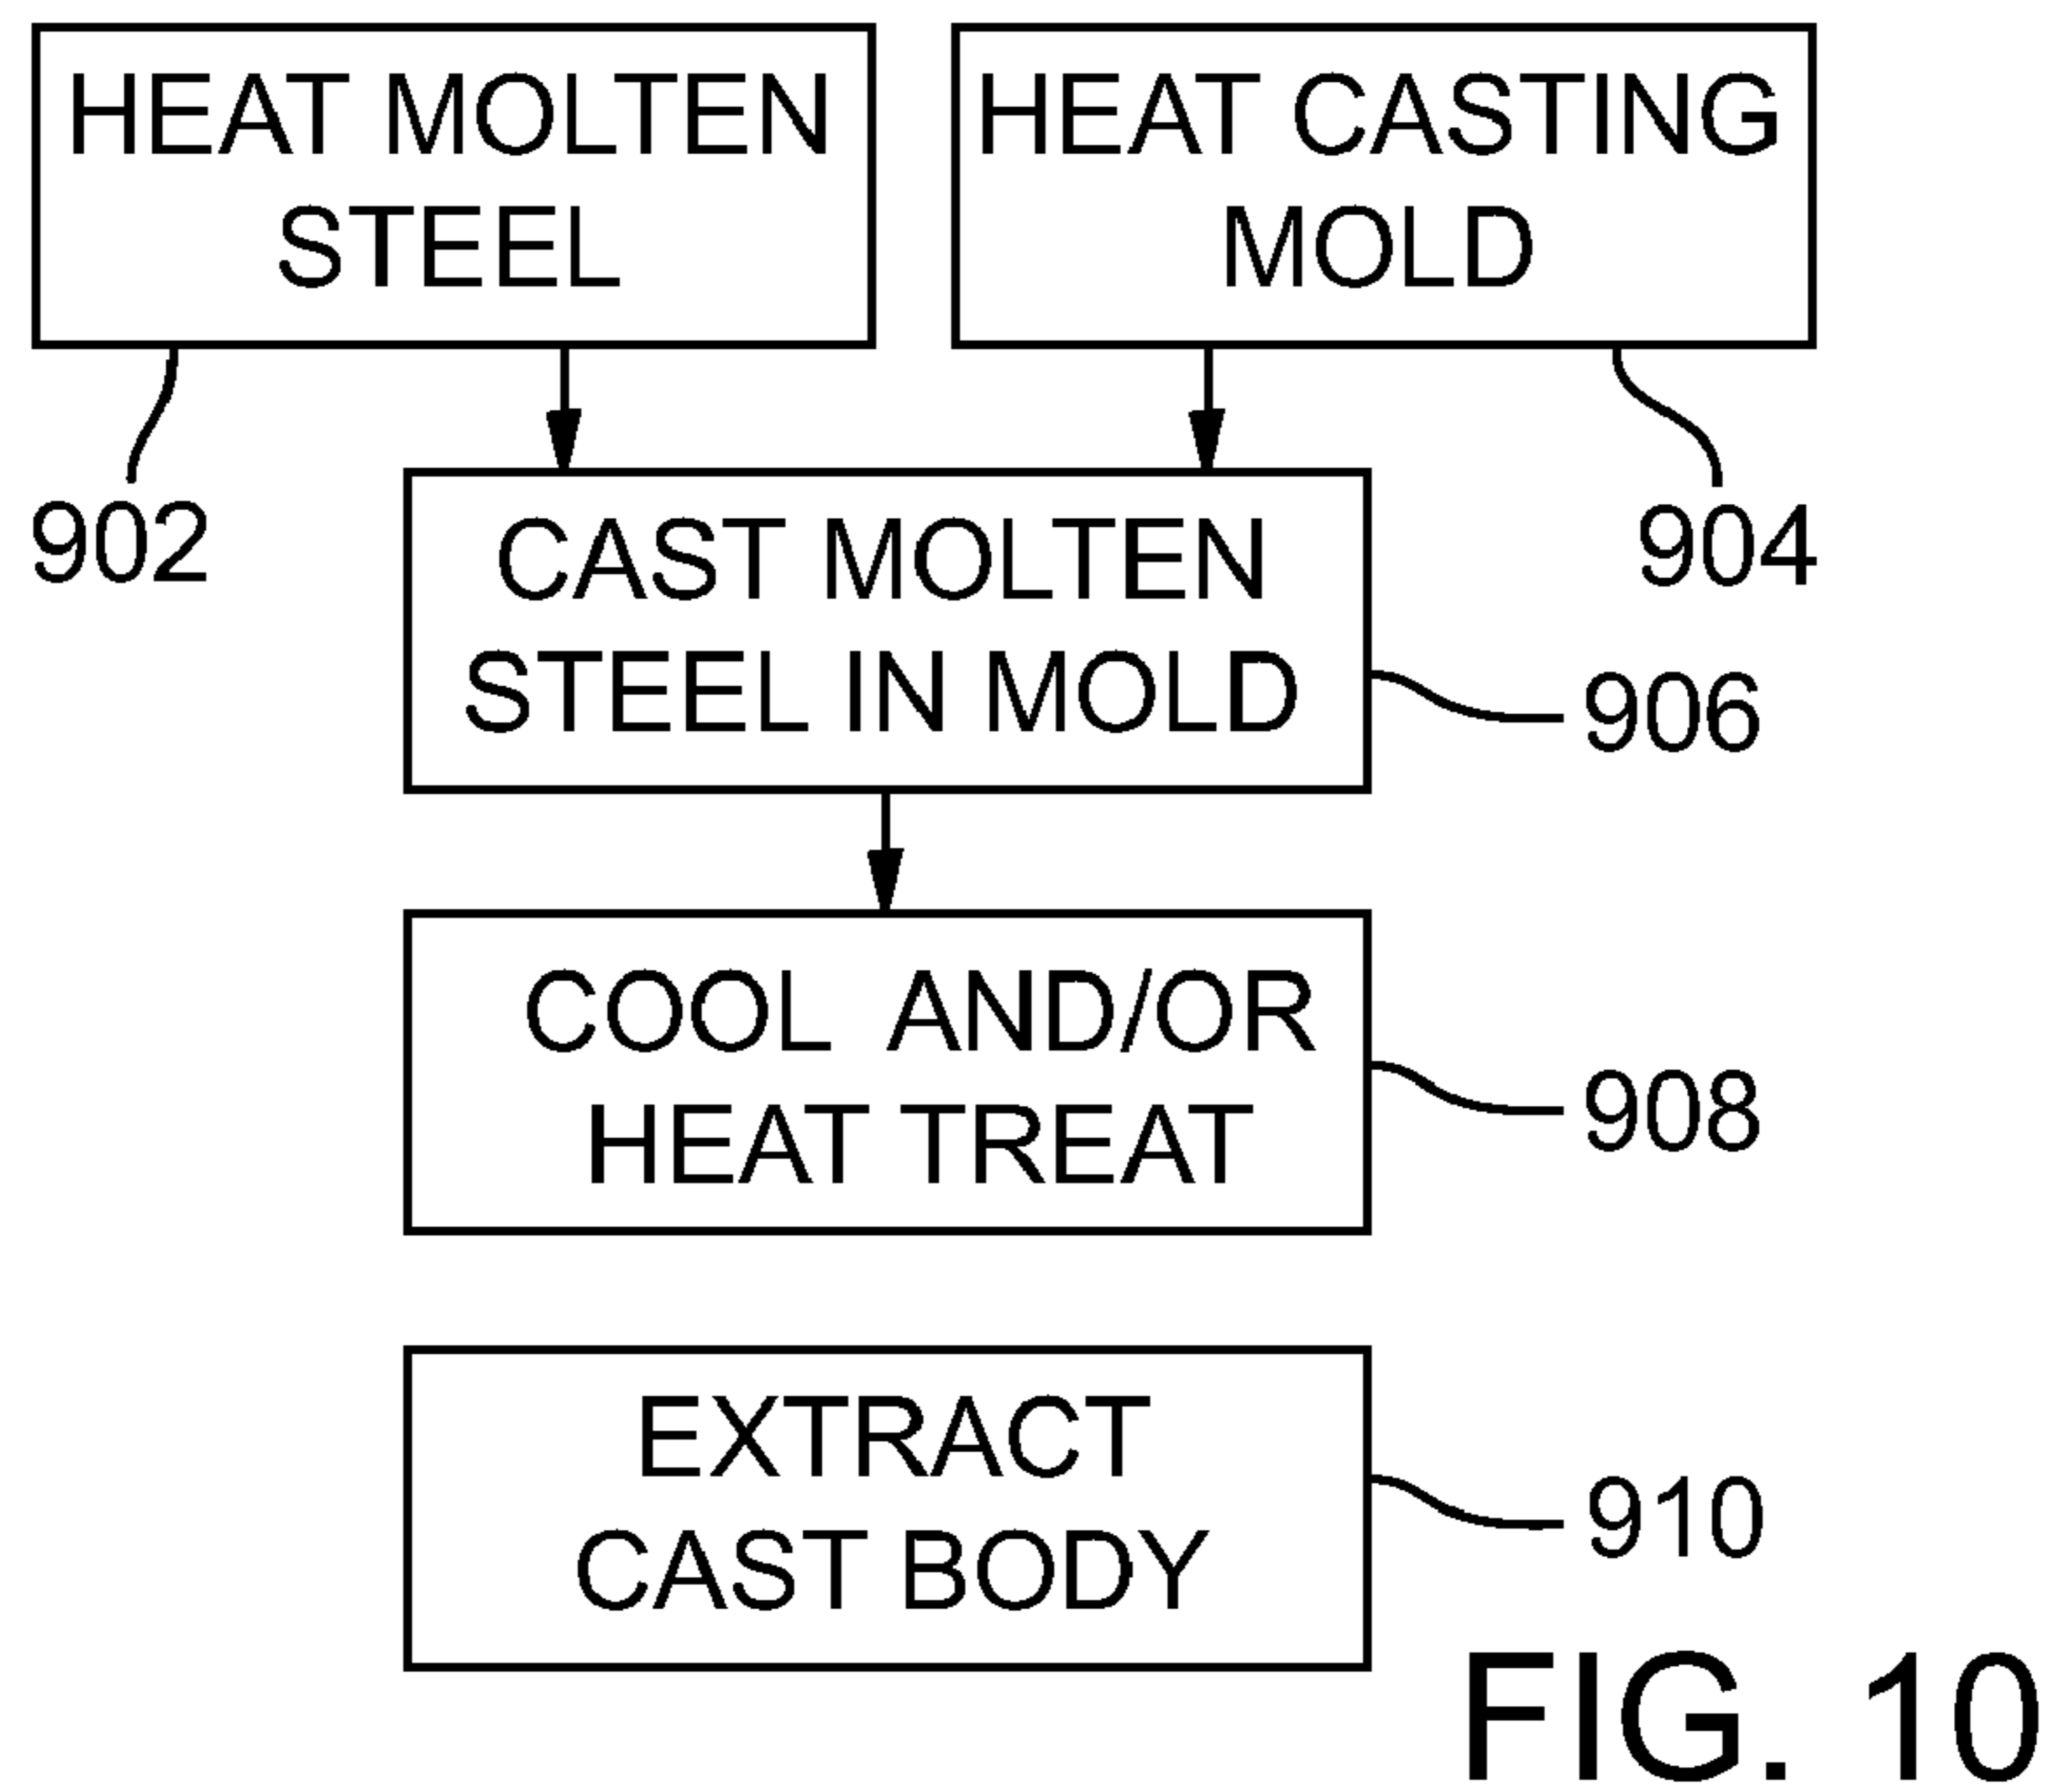 HEAT MOLTEN
STEEL
HEAT CASTING
MOLD
902
904
CAST MOLTEN
STEEL IN MOLD
906
COOL AND/OR
HEAT TREAT
908
EXTRACT
CAST BODY
910
FIG. 10